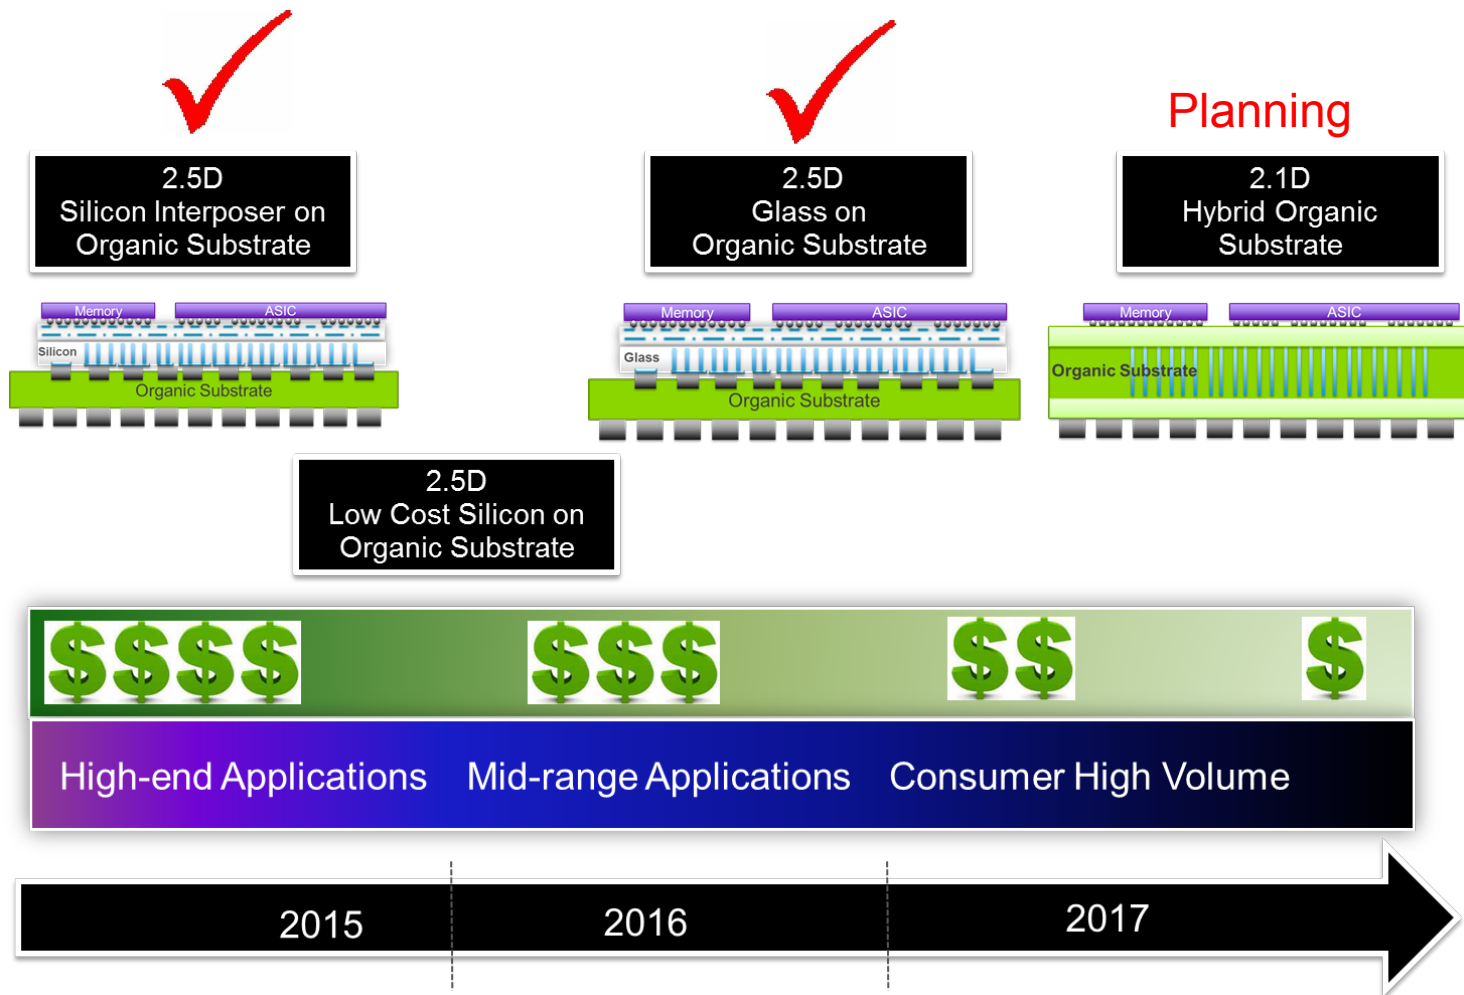 Planning
2.5D
Silicon Interposer on
Organic Substrate
2.5D
Glass on
Organic Substrate
2.1D
Hybrid Organic
Substrate
Memory
ASIC
Silicon
Organic Substrate
Memory
ASIC
Glass
Organic Substrate
Memory
ASIC
Organic Substrate
2.5D
Low Cost Silicon on
Organic Substrate
$$$$ $$$ $$ $
High-end Applications Mid-range Applications Consumer High Volume
2015 2016 2017